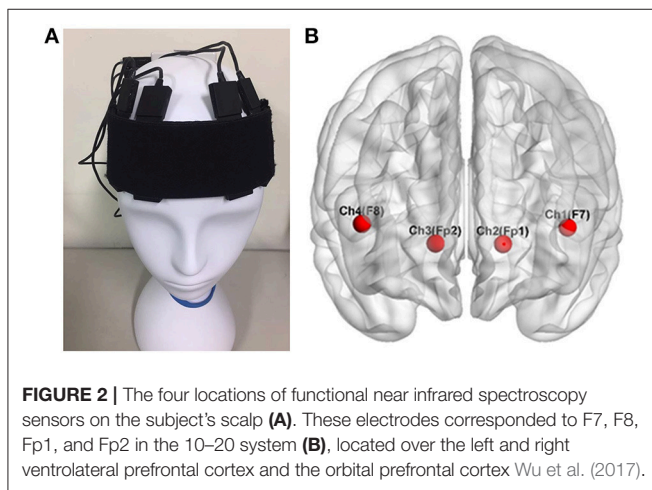 A
B
Ch4(F8)
Ch1(F7)
Ch3(Fp2)
Ch2(Fp1)
FIGURE 2 | The four locations of functional near infrared spectroscopy
sensors on the subject's scalp (A). These electrodes corresponded to F7, F8,
Fp1, and Fp2 in the 10–20 system (B), located over the left and right
ventrolateral prefrontal cortex and the orbital prefrontal cortex Wu et al. (2017).